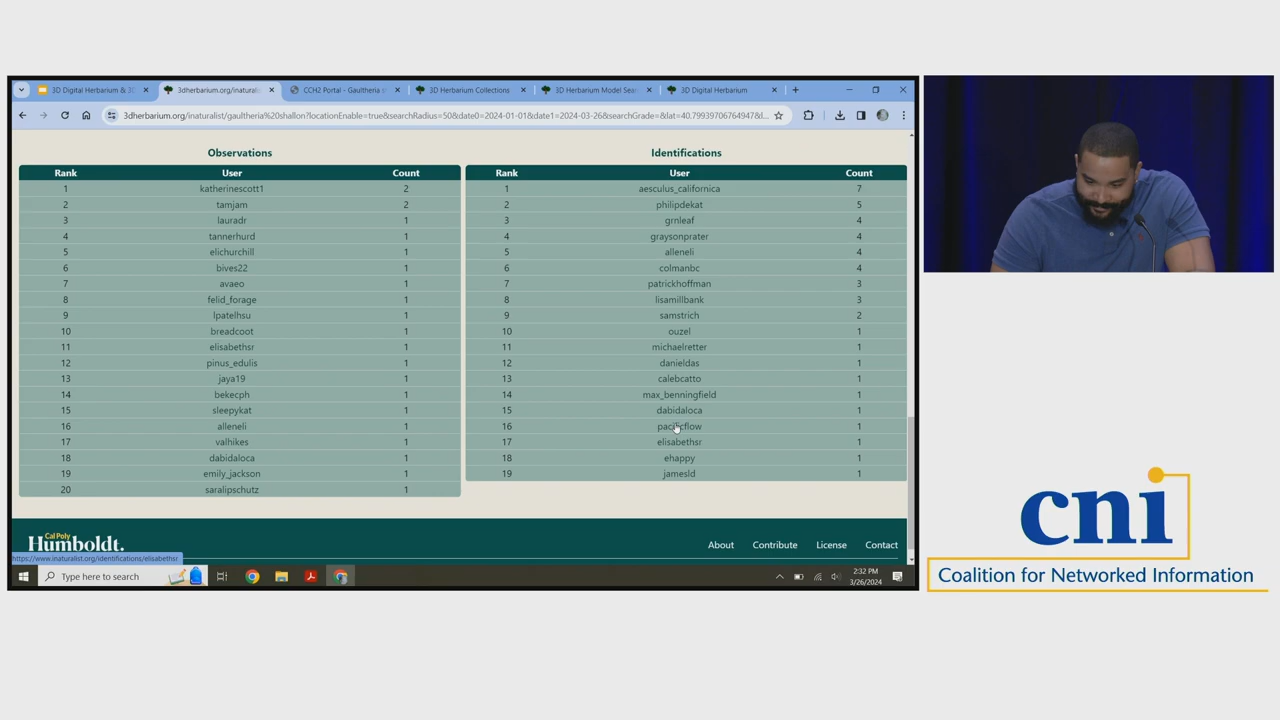 3D Digital Herbarium & 3D
3dherbarium.org/inaturali
CCH2 Portal - Gaultheria s
3D Herbarium Collections
3D Herbarium Model Sear
3D Digital Herbarium
3dherbarium.org/inaturalist/gaultheria%20shallon?locationEnable=true&searchRadius=50&date0=2024-01-01&date1=2024-03-26&searchGrade=&lat=40.79939706764947&l...
Observations
Rank User Count
1 katherinescott1 2
2 tamjam 2
3 lauradr 1
4 tannerhurd 1
5 elichurchill 1
6 bives22 1
7 avaeo 1
8 felid_forage 1
9 lpatelhsu 1
10 breadcoot 1
11 elisabethsr 1
12 pinus_edulis 1
13 jaya19 1
14 bekecph 1
15 sleepykat 1
16 alleneli 1
17 valhikes 1
18 dabidaloca 1
19 emily_jackson 1
20 saralipschutz 1
Identifications
Rank User Count
1 aesculus_californica 7
2 philipdekat 5
3 grnleaf 4
4 graysonprater 4
5 alleneli 4
6 colmanbc 4
7 patrickhoffman 3
8 lisamillbank 3
9 samstrich 2
10 ouzel 1
11 michaelretter 1
12 danieldas 1
13 calebcatto 1
14 max_benningfield 1
15 dabidaloca 1
16 pacificflow 1
17 elisabethsr 1
18 ehappy 1
19 jamesld 1
Cal Poly
Humboldt.
About Contribute License Contact
https://www.inaturalist.org/identifications/elisabethsr
Type here to search
2:32 PM
3/26/2024
cni
Coalition for Networked Information